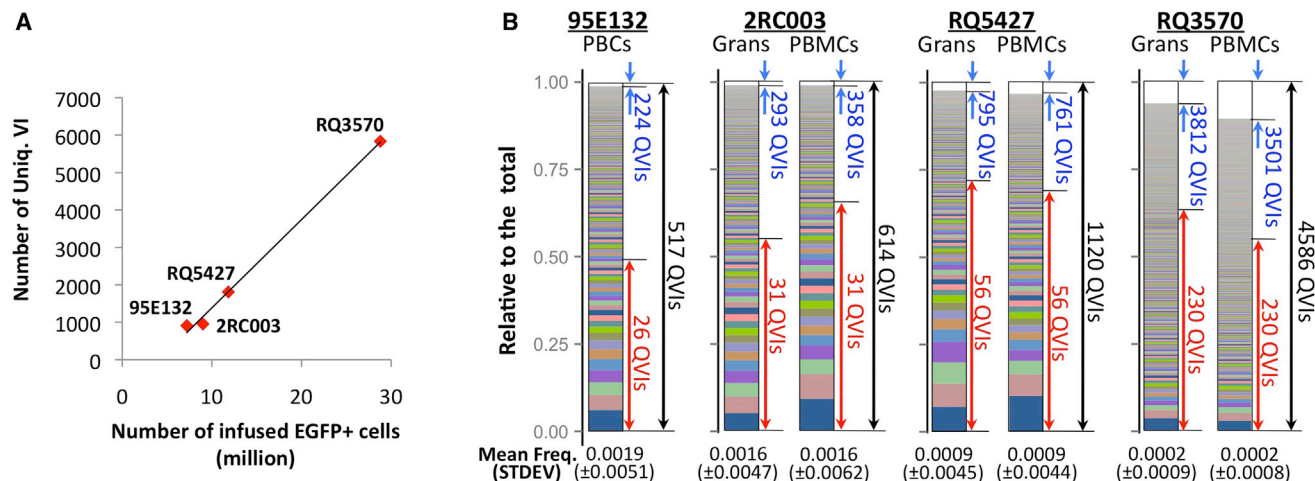 A
Number of Uniq. VI
7000
6000
5000
4000
3000
2000
1000
0
RQ3570
RQ5427
95E132
2RC003
0
10
20
30
Number of infused EGFP+ cells
(million)
B
95E132
2RC003
RQ5427
RQ3570
PBCs
Grans
PBMCs
Grans
PBMCs
Grans
PBMCs
Relative to the total
1.00
0.75
0.50
0.25
0.00
224 QVIs
26 QVIs
517 QVIs
293 QVIs
31 QVIs
358 QVIs
31 QVIs
614 QVIs
795 QVIs
56 QVIs
761 QVIs
56 QVIs
1120 QVIs
3812 QVIs
230 QVIs
3501 QVIs
230 QVIs
4586 QVIs
Mean Freq. 0.0019 0.0016 0.0016 0.0009 0.0009 0.0002 0.0002
(STDEV) (±0.0051) (±0.0047) (±0.0062) (±0.0045) (±0.0044) (±0.0009) (±0.0008)